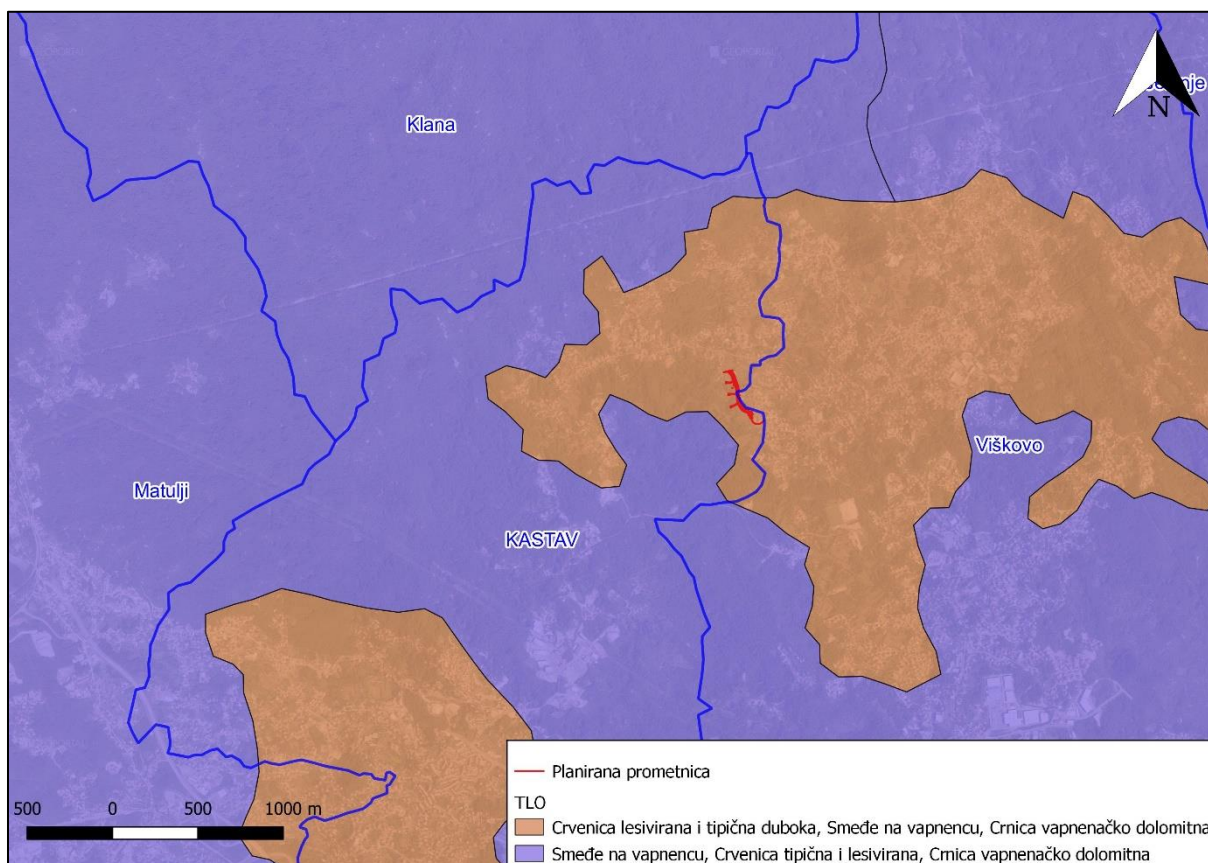 Klana
N
Matulji
Viškovo
KASTAV
Planirana prometnica
500 0 500 1000 m
TLO
Crvenica lesivirana i tipična duboka, Smeđe na vapnencu, Crnica vapnenačko dolomitna
Smeđe na vapnencu, Crvenica tipična i lesivirana, Crnica vapnenačko dolomitna